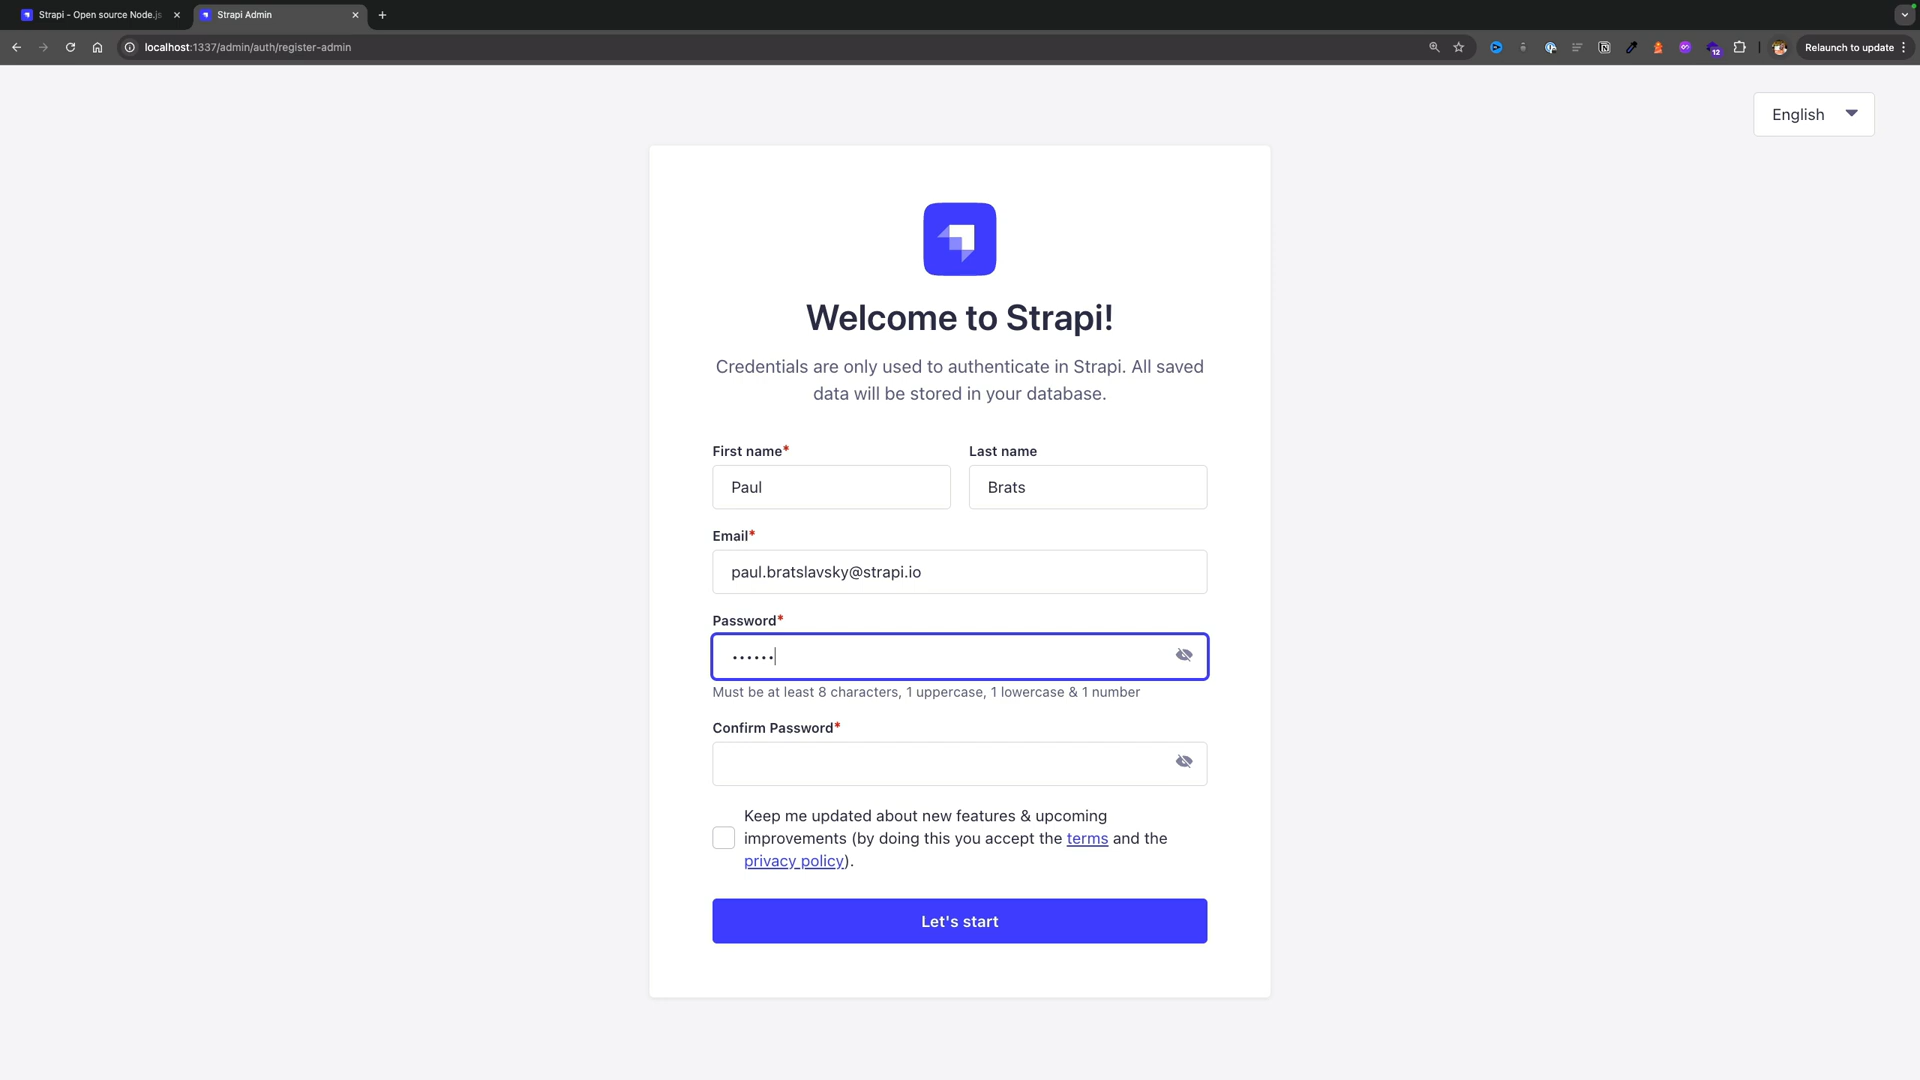 Strapi - Open source Node.js
Strapi Admin
localhost:1337/admin/auth/register-admin
12
Relaunch to update
English
Welcome to Strapi!
Credentials are only used to authenticate in Strapi. All saved
data will be stored in your database.
First name*
Last name
Paul
Brats
Email*
paul.bratslavsky@strapi.io
Password*
••••••
Must be at least 8 characters, 1 uppercase, 1 lowercase & 1 number
Confirm Password*
Keep me updated about new features & upcoming
improvements (by doing this you accept the terms and the
privacy policy).
Let's start